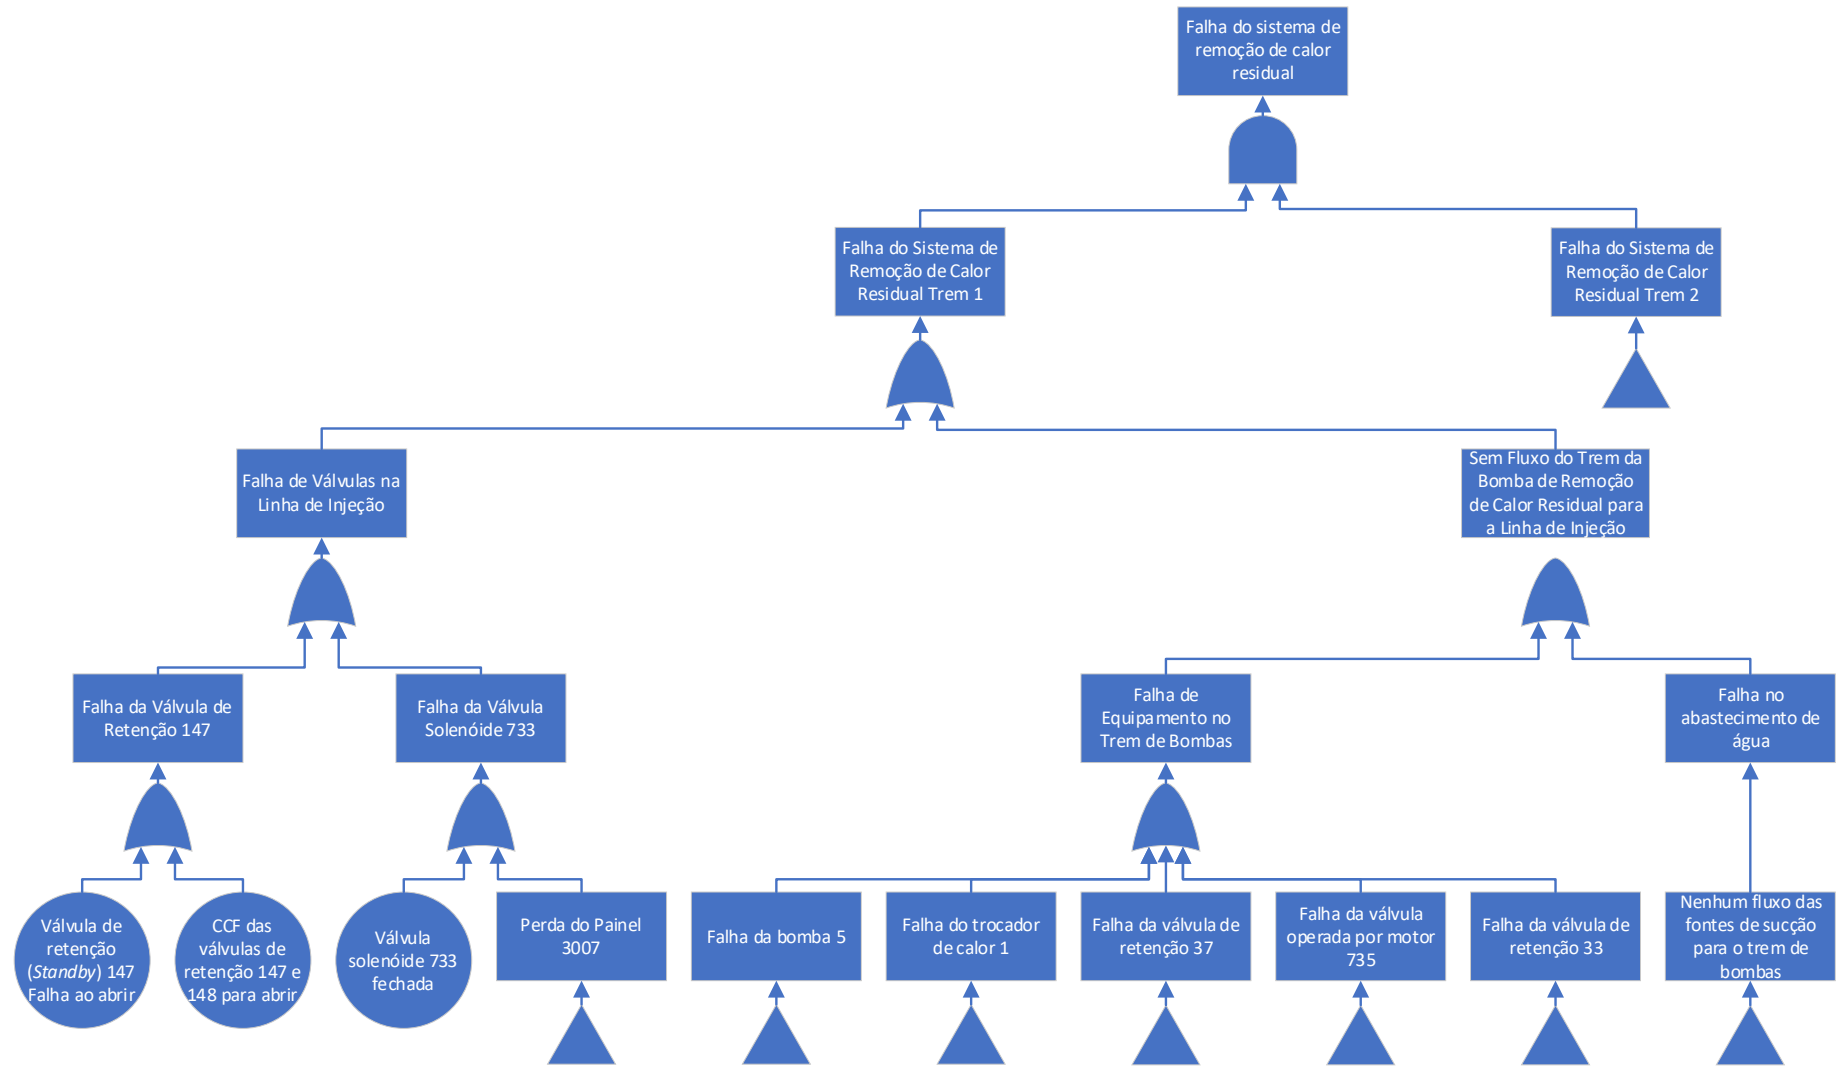 Falha do sistema de
remoção de calor
residual
Falha do Sistema de
Remoção de Calor
Residual Trem 1
Falha do Sistema de
Remoção de Calor
Residual Trem 2
Falha de Válvulas na
Linha de Injeção
Sem Fluxo do Trem da
Bomba de Remoção
de Calor Residual para
a Linha de Injeção
Falha da Válvula de
Retenção 147
Falha da Válvula
Solenóide 733
Falha de
Equipamento no
Trem de Bombas
Falha no
abastecimento de
água
Válvula de
retenção
(Standby) 147
Falha ao abrir
CCF das
válvulas de
retenção 147 e
148 para abrir
Válvula
solenóide 733
fechada
Perda do Painel
3007
Falha da bomba 5
Falha do trocador
de calor 1
Falha da válvula de
retenção 37
Falha da válvula
operada por motor
735
Falha da válvula de
retenção 33
Nenhum fluxo das
fontes de sucção
para o trem de
bombas